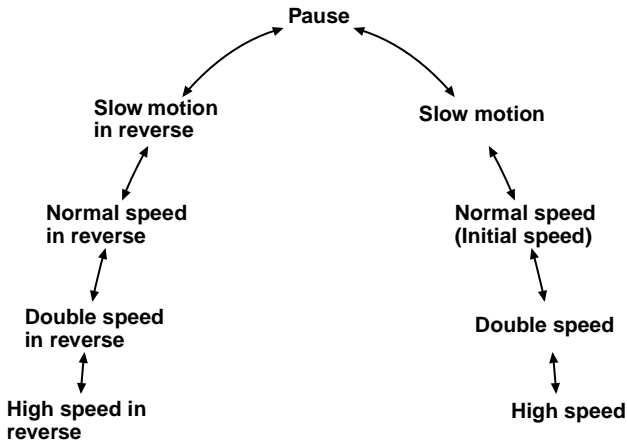 Pause
Slow motion
in reverse
Slow motion
Normal speed
in reverse
Normal speed
(Initial speed)
Double speed
in reverse
Double speed
High speed in
reverse
High speed